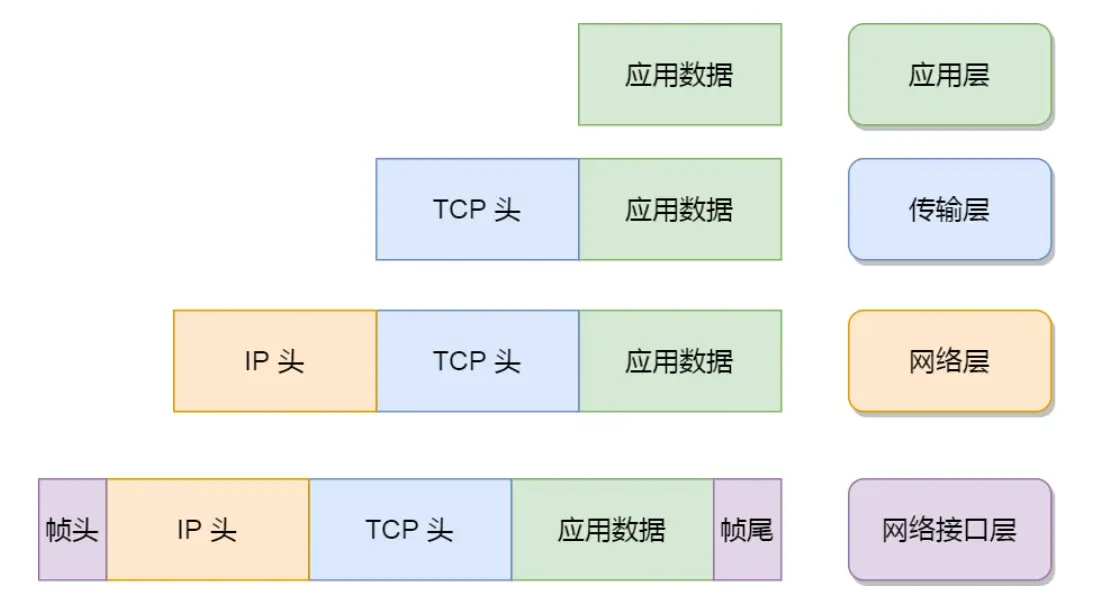 应用数据 应用层
TCP 头 应用数据 传输层
IP 头 TCP 头 应用数据 网络层
帧头 IP 头 TCP 头 应用数据 帧尾 网络接口层